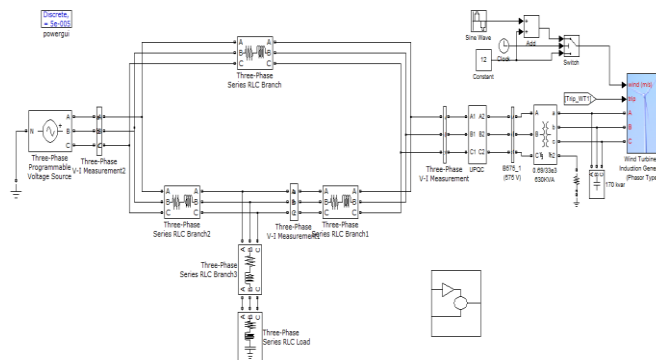 Discrete,
= 5e-005
powergui
Sine Wave
Add
12
Constant
Clock
Switch
wind (m/s)
[Trip_WT1]
trip
A
B
C
Wind Turbine
Induction Gene
(Phasor Type
A A
B B
C C
Three-Phase
Series RLC Branch
N
A
B
C
Three-Phase
Programmable
Voltage Source
Three-Phase
V-I Measurement2
Three-Phase
V-I Measurement
A1 A2
B1 B2
C1 C2
UPQC
B575_1
(575 V)
A
B
a
b
c
0.69/33e3
630KVA
A B C
170 kvar
A A
B B
C C
Three-Phase
Series RLC Branch2
Three-Phase
V-I Measurement1
A A
B B
C C
Three-Phase
Series RLC Branch1
A B C
Three-Phase
Series RLC Branch3
A B C
A B C
Three-Phase
Series RLC Load